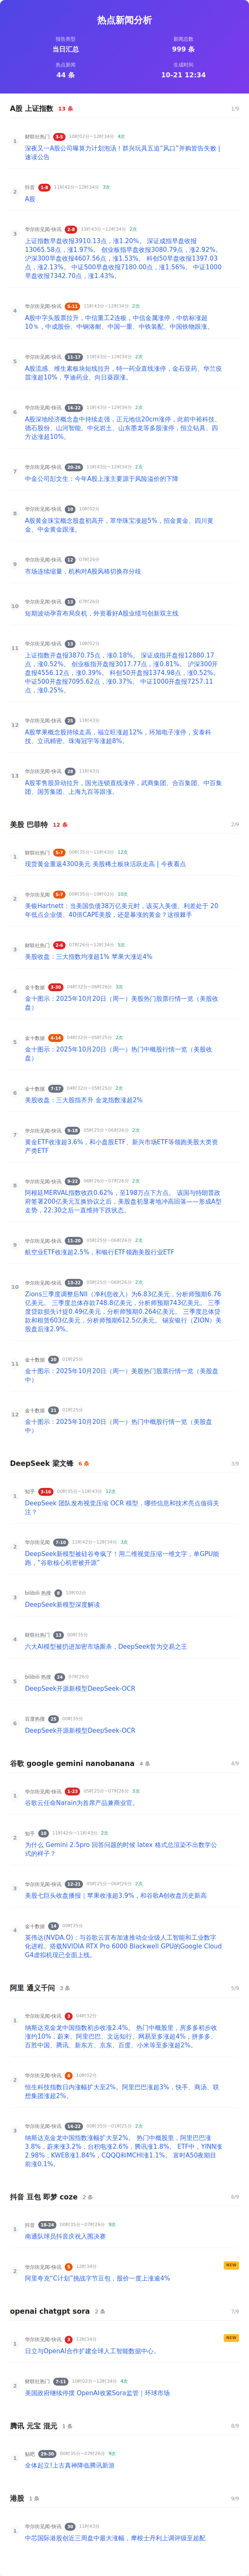 热点新闻分析
报告类型
新闻总数
当日汇总
999 条
热点新闻
生成时间
44 条
10-21 12:34
A股 上证指数 13 条
1/9
1
财联社热门 3-5 10时02分~12时34分 4次
深夜又一A股公司曝算力计划泡汤！群兴玩具五追“风口”并购皆告失败 |
速读公告
2
抖音 1-8 11时42分~12时34分 3次
A股
3
华尔街见闻-快讯 2-8 11时43分~12时34分 2次
上证指数早盘收报3910.13点，涨1.20%。 深证成指早盘收报
13065.58点，涨1.97%。 创业板指早盘收报3080.79点，涨2.92%。
沪深300早盘收报4607.56点，涨1.53%。 科创50早盘收报1397.03
点，涨2.13%。 中证500早盘收报7180.00点，涨1.56%。 中证1000
早盘收报7342.70点，涨1.43%。
4
华尔街见闻-快讯 5-11 11时43分~12时34分 2次
A股中字头股票拉升，中信重工2连板，中信金属涨停，中纺标涨超
10％，中成股份、中钢洛耐、中国一重、中铁装配、中国铁物跟涨。
5
华尔街见闻-快讯 11-17 11时43分~12时34分 2次
A股流感、维生素板块短线拉升，特一药业直线涨停，金石亚药、华兰疫
苗涨超10%，亨迪药业、向日葵跟涨。
6
华尔街见闻-快讯 16-22 11时43分~12时34分 2次
A股深地经济概念盘中持续走强，正元地信20cm涨停，此前中裕科技、
德石股份、山河智能、中化岩土、山东墨龙等多股涨停，恒立钻具、四
方达涨超10%。
7
华尔街见闻-快讯 20-26 11时43分~12时34分 2次
中金公司彭文生：今年A股上涨主要源于风险溢价的下降
8
华尔街见闻-快讯 10 10时02分
A股黄金珠宝概念股盘初高开，萃华珠宝涨超5%，招金黄金、四川黄
金、中金黄金跟涨。
9
华尔街见闻-快讯 12 07时26分
市场连续缩量，机构对A股风格切换存分歧
10
华尔街见闻-快讯 13 07时26分
短期波动孕育布局良机，外资看好A股业绩与创新双主线
11
华尔街见闻-快讯 13 10时02分
上证指数开盘报3870.75点，涨0.18%。 深证成指开盘报12880.17
点，涨0.52%。 创业板指开盘报3017.77点，涨0.81%。 沪深300开
盘报4556.12点，涨0.39%。 科创50开盘报1374.98点，涨0.52%。
中证500开盘报7095.62点，涨0.37%。 中证1000开盘报7257.11
点，涨0.25%。
12
华尔街见闻-快讯 25 11时43分
A股苹果概念股持续走高，福立旺涨超12%，环旭电子涨停，安泰科
技、立讯精密、珠海冠宇等涨超8%。
13
华尔街见闻-快讯 28 11时43分
A股零售股异动拉升，国光连锁直线涨停，武商集团、合百集团、中百集
团、国芳集团、上海九百等跟涨。
美股 巴菲特 12 条
2/9
1
财联社热门 5-7 00时35分~11时43分 12次
现货黄金重返4300美元 美股稀土板块活跃走高 | 今夜看点
2
华尔街见闻 5-7 00时35分~10时02分 10次
美银Hartnett：当美国负债38万亿美元时，该买入美债、利差处于 20
年低点企业债、40倍CAPE美股，还是暴涨的黄金？这很棘手
3
财联社热门 2-6 07时26分~12时34分 5次
美股收盘：三大指数均涨超1% 苹果大涨近4%
4
金十数据 3-30 04时32分~06时26分 3次
金十图示：2025年10月20日（周一）美股热门股票行情一览（美股收
盘）
5
金十数据 4-14 04时32分~05时25分 2次
金十图示：2025年10月20日（周一）热门中概股行情一览（美股收
盘）
6
金十数据 7-17 04时32分~05时25分 2次
美股收盘：三大股指齐升 金龙指数涨超2%
7
华尔街见闻-快讯 9-16 05时25分~06时26分 2次
黄金ETF收涨超3.6%，和小盘股ETF、新兴市场ETF等领跑美股大类资
产类ETF
8
华尔街见闻-快讯 9-22 06时26分~07时26分 2次
阿根廷MERVAL指数收跌0.62%，至198万点下方点。 该国与特朗普政
府签署200亿美元互换协议之后，美股盘初显著地冲高回落——形成A型
走势，22:30之后一直维持下跌状态。
9
华尔街见闻-快讯 11-20 05时25分~06时26分 2次
航空业ETF收涨超2.5%，和银行ETF领跑美股行业ETF
10
华尔街见闻-快讯 13-22 05时25分~06时26分 2次
Zions三季度调整后NII（净利息收入）为6.83亿美元，分析师预期6.76
亿美元。 三季度总体存款748.8亿美元，分析师预期743亿美元。 三季
度贷款损失计提0.49亿美元，分析师预期0.264亿美元。 三季度总体贷
款和租赁603亿美元，分析师预期612.5亿美元。 锡安银行（ZION）美
股盘后涨2.9%。
11
金十数据 20 01时25分
金十图示：2025年10月20日（周一）美股热门股票行情一览（美股盘
中）
12
金十数据 21 01时25分
金十图示：2025年10月20日（周一）热门中概股行情一览（美股盘
中）
DeepSeek 梁文锋 6 条
3/9
1
知乎 3-16 00时35分~11时43分 12次
DeepSeek 团队发布视觉压缩 OCR 模型，哪些信息和技术亮点值得关
注？
2
华尔街见闻 7-10 11时42分~12时34分 3次
DeepSeek新模型被硅谷夸疯了！用二维视觉压缩一维文字，单GPU能
跑，“谷歌核心机密被开源”
3
bilibili 热搜 8 10时02分
DeepSeek新模型深度解读
4
财联社热门 13 00时35分
六大AI模型被扔进加密市场厮杀，DeepSeek暂为交易之王
5
bilibili 热搜 24 07时26分
DeepSeek开源新模型DeepSeek-OCR
6
百度热搜 25 00时35分
DeepSeek开源新模型DeepSeek-OCR
谷歌 google gemini nanobanana 4 条
4/9
1
华尔街见闻-快讯 1-23 05时25分~07时26分 3次
谷歌云任命Narain为首席产品兼商业官。
2
知乎 10 11时42分~11时43分 2次
为什么 Gemini 2.5pro 回答问题的时候 latex 格式总渲染不出数学公
式的样子？
3
华尔街见闻-快讯 12-21 05时25分~06时26分 2次
美股七巨头收盘播报｜苹果收涨超3.9%，和谷歌A创收盘历史新高
4
金十数据 14 00时35分
英伟达(NVDA.O)：与谷歌云宣布加速推动企业级人工智能和工业数字
化进程。搭载NVIDIA RTX Pro 6000 Blackwell GPU的Google Cloud
G4虚拟机现已全面上线。
阿里 通义千问 3 条
5/9
1
华尔街见闻-快讯 3 04时32分
纳斯达克金龙中国指数初步收涨2.4%。 热门中概股里，房多多初步收
涨约10%，蔚来、阿里巴巴、文远知行、网易至多涨超4%，拼多多、
百胜中国、腾讯、新东方、京东、百度、小米等至多涨超2%。
2
华尔街见闻-快讯 4 10时02分
恒生科技指数日内涨幅扩大至2%。阿里巴巴涨超3%，快手、商汤、联
想集团涨超2%。
3
华尔街见闻-快讯 14-22 00时35分~01时25分 2次
纳斯达克金龙中国指数涨幅扩大至2%。 热门中概股里，阿里巴巴涨
3.8%，蔚来涨3.2%，台积电涨2.6%，腾讯涨1.8%。 ETF中，YINN涨
2.98%，KWEB涨1.84%，CQQQ和MCHI涨1.1%。 富时A50夜期目
前涨0.1%。
抖音 豆包 即梦 coze 2 条
6/9
1
抖音 18-24 00时35分~07时26分 9次
南通队球员抖音庆祝入围决赛
2
华尔街见闻-快讯 5 12时34分
NEW
阿里夸克“C计划”挑战字节豆包，股价一度上涨逾4%
openai chatgpt sora 2 条
7/9
1
华尔街见闻-快讯 3 12时34分
NEW
日立与OpenAI合作扩建全球人工智能数据中心。
2
财联社热门 7-11 10时02分~12时34分 4次
美国政府继续停摆 OpenAI收紧Sora监管｜环球市场
腾讯 元宝 混元 1 条
8/9
1
贴吧 29-30 00时35分~07时26分 9次
全体起立!上古真神降临腾讯新游
港股 1 条
9/9
1
华尔街见闻-快讯 30 11时43分
中芯国际港股创近三周盘中最大涨幅，摩根士丹利上调评级至超配